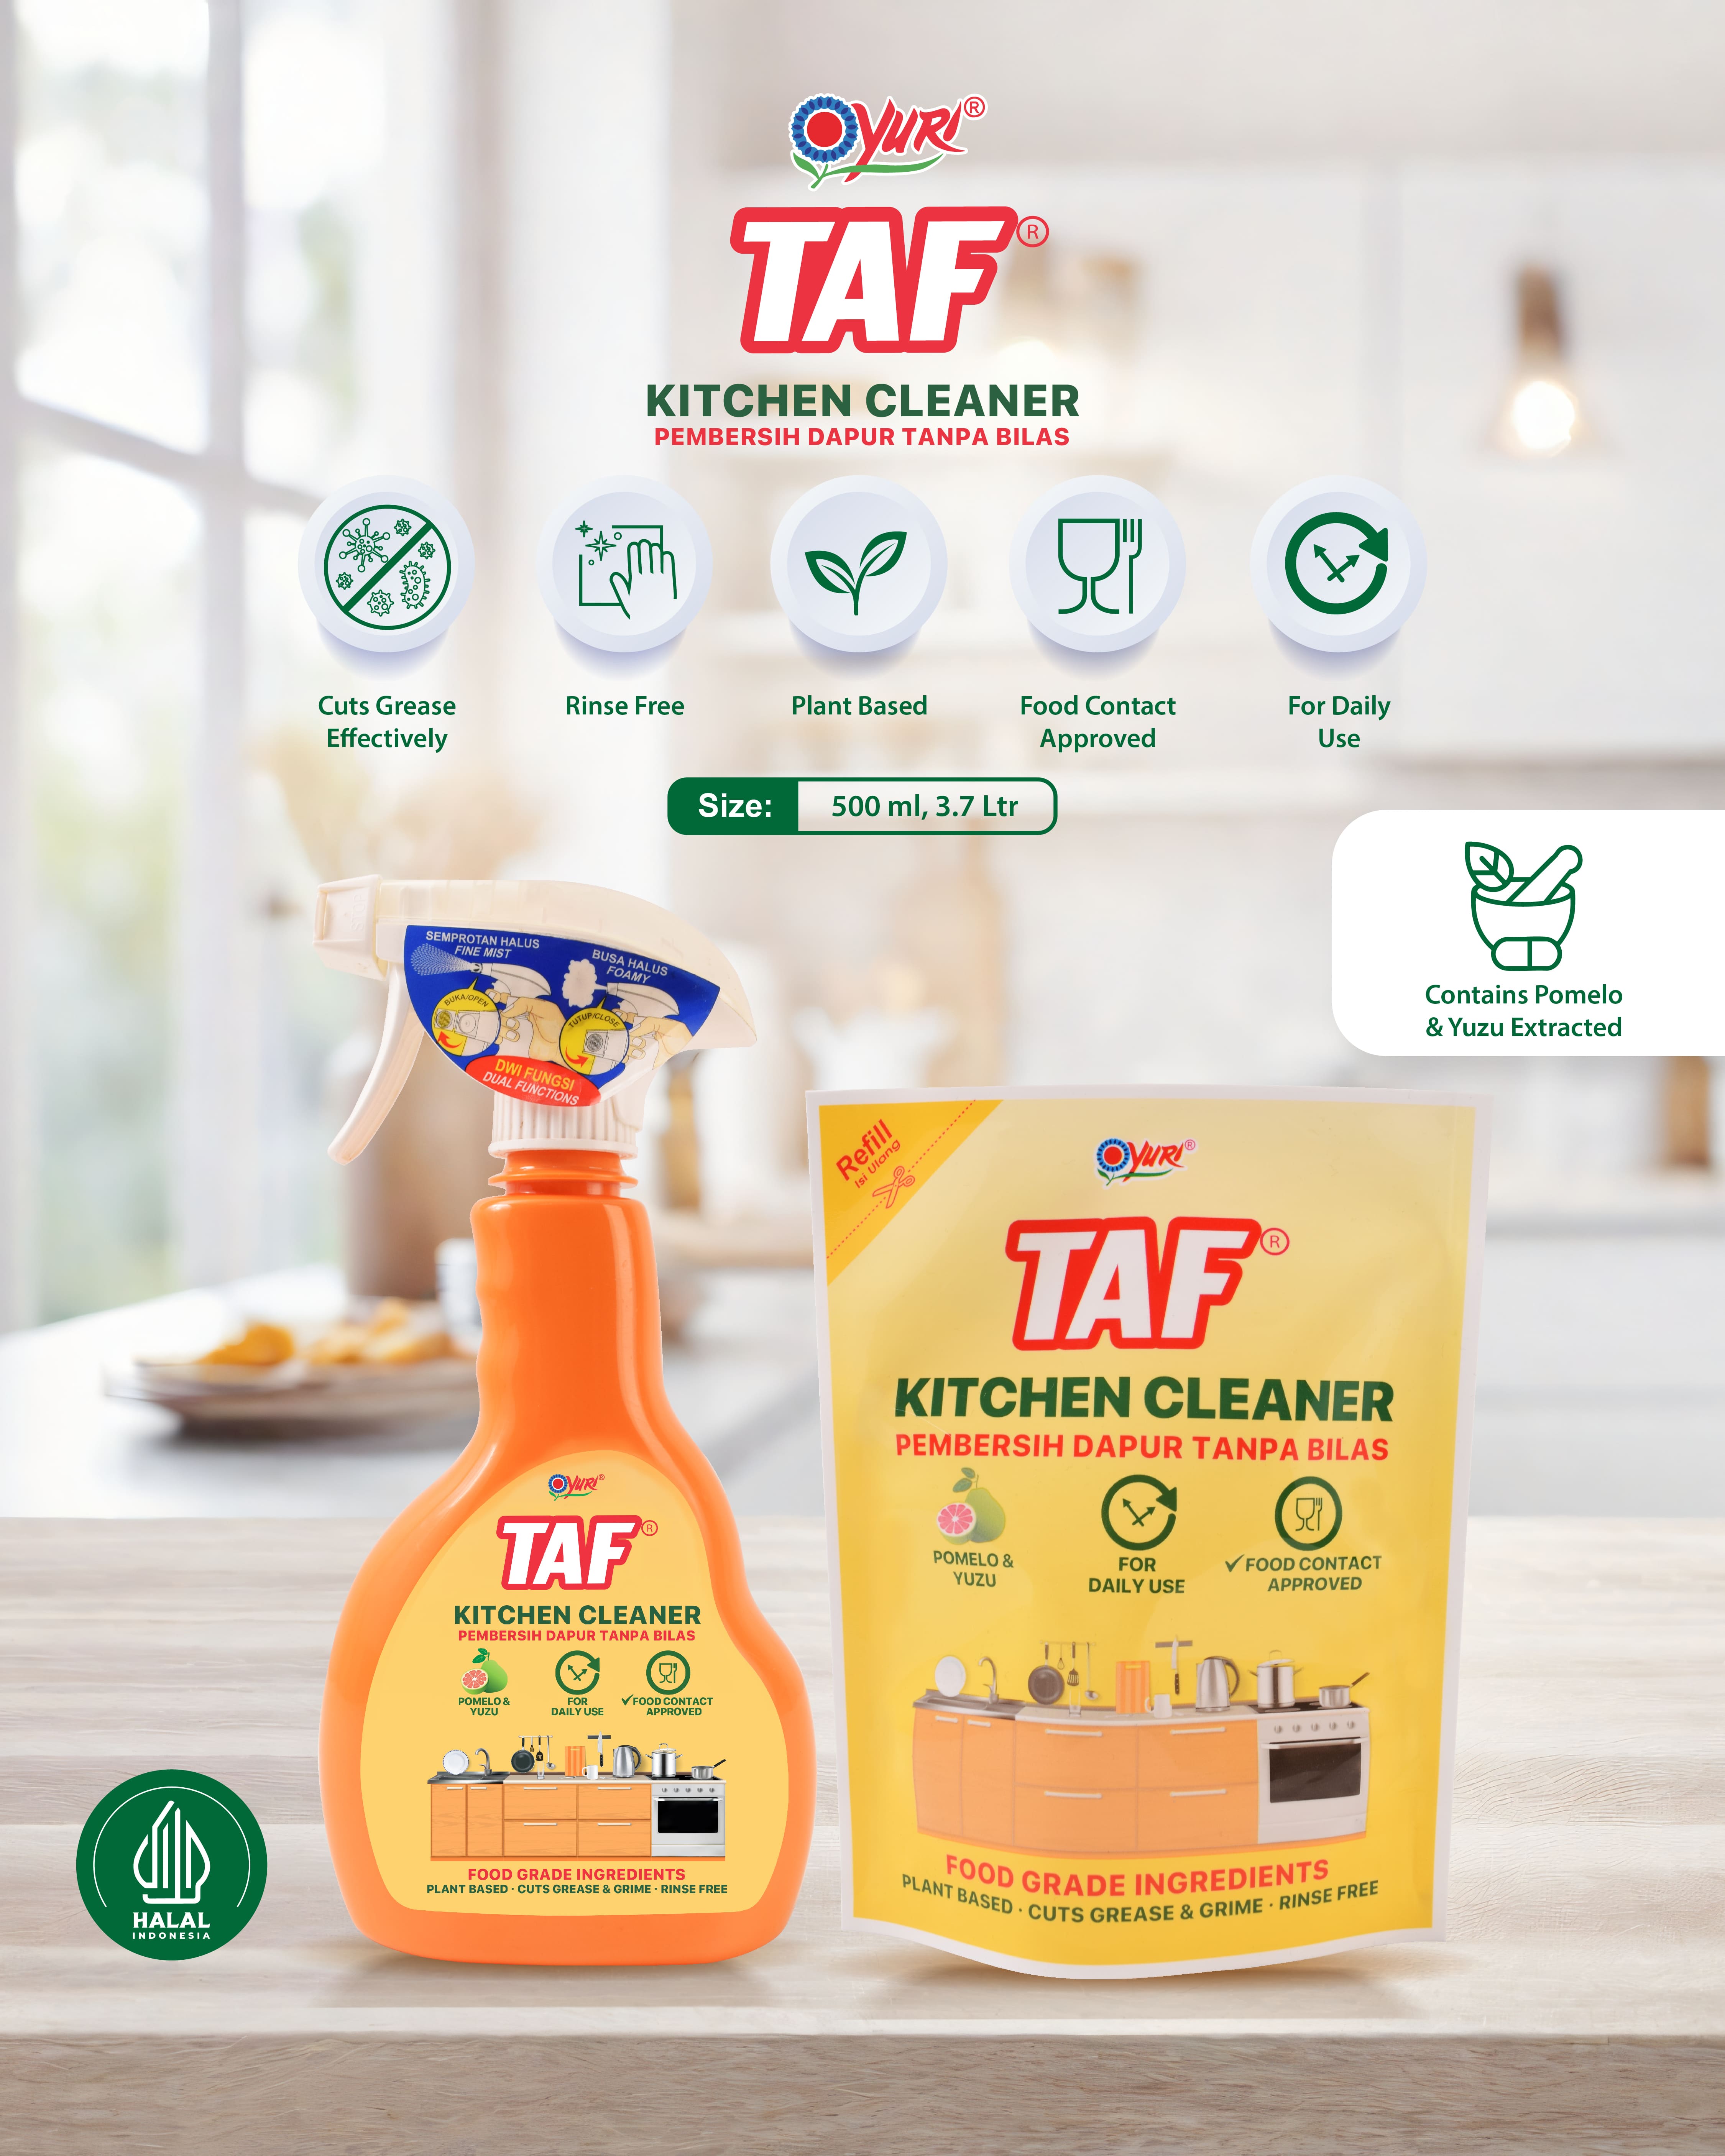 YURI®
TAF®
KITCHEN CLEANER
PEMBERSIH DAPUR TANPA BILAS
Cuts Grease
Effectively
Rinse Free
Plant Based
Food Contact
Approved
For Daily
Use
Size: 500 ml, 3.7 Ltr
Contains Pomelo
& Yuzu Extracted
SEMPROTAN HALUS
FINE MIST
BUSA HALUS
FOAMY
BUKA/OPEN
TUTUP/CLOSE
DWI FUNGSI
DUAL FUNCTIONS
YURI®
TAF®
KITCHEN CLEANER
PEMBERSIH DAPUR TANPA BILAS
POMELO &
YUZU
FOR
DAILY USE
✓FOOD CONTACT
APPROVED
FOOD GRADE INGREDIENTS
PLANT BASED · CUTS GREASE & GRIME · RINSE FREE
Refill
Isi Ulang
YURI®
TAF®
KITCHEN CLEANER
PEMBERSIH DAPUR TANPA BILAS
POMELO &
YUZU
FOR
DAILY USE
✓FOOD CONTACT
APPROVED
FOOD GRADE INGREDIENTS
PLANT BASED · CUTS GREASE & GRIME · RINSE FREE
HALAL
INDONESIA